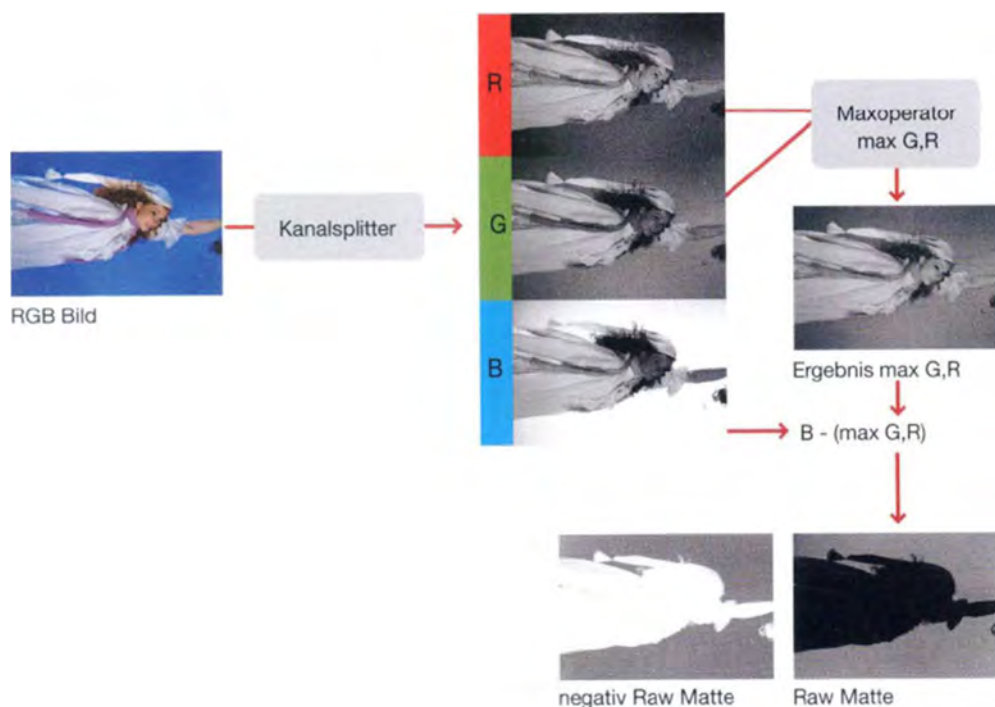 RGB Bild
Kanalsplitter
R
G
B
Maxoperator
max G,R
Ergebnis max G,R
B - (max G,R)
negativ Raw Matte
Raw Matte